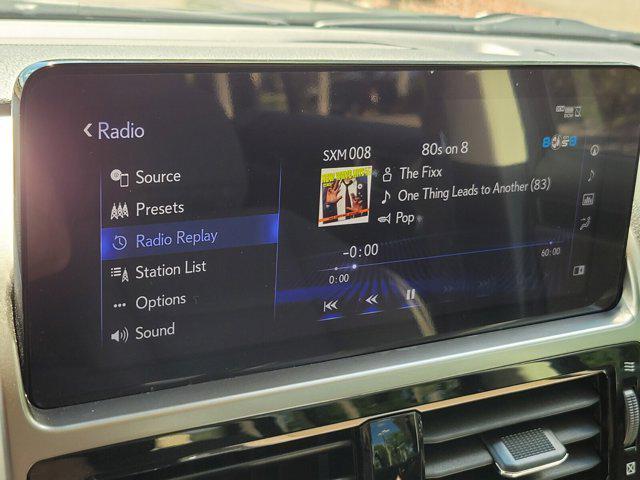 Radio
Source
Presets
Radio Replay
Station List
Options
Sound
SXM 008 80s on 8
The Fixx
One Thing Leads to Another (83)
Pop
-0:00
0:00 60:00